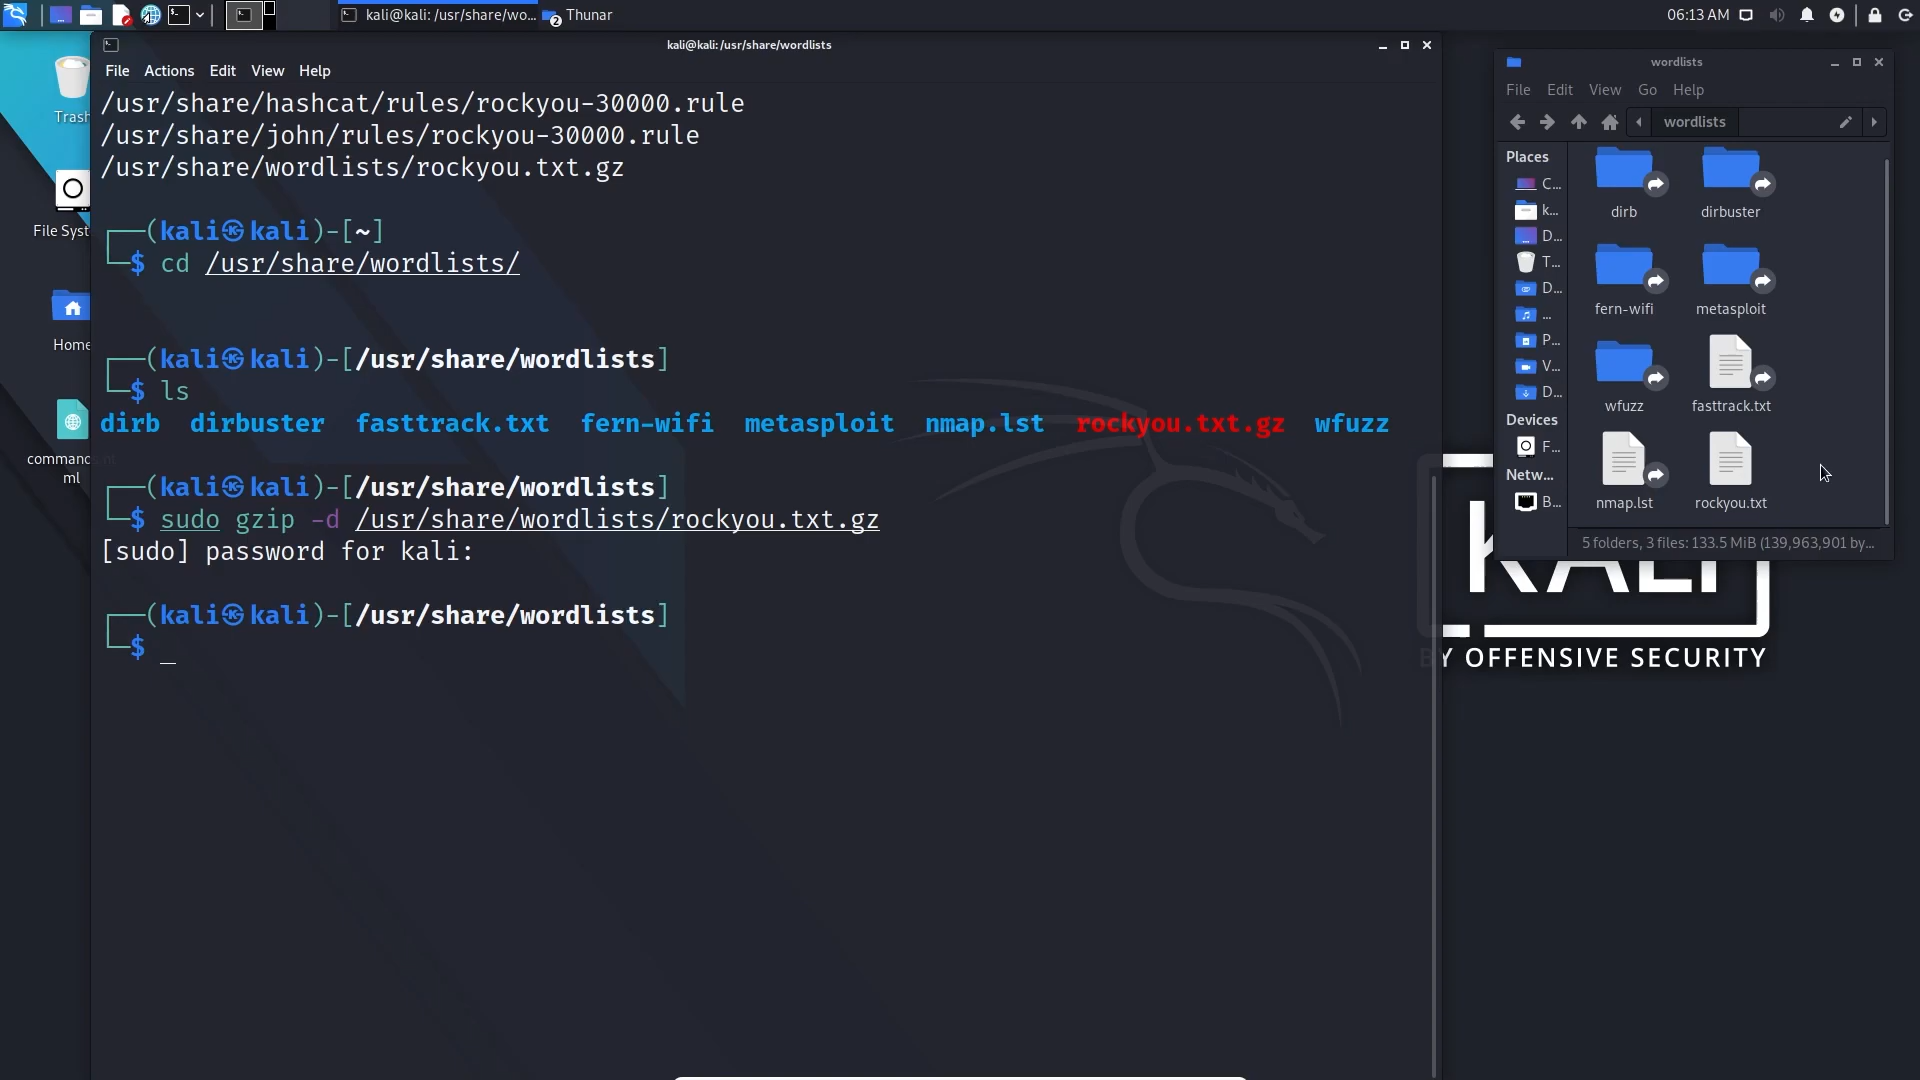 kali@kali: /usr/share/wo...
2
Thunar
06:13 AM
kali@kali:/usr/share/wordlists
File Actions Edit View Help
/usr/share/hashcat/rules/rockyou-30000.rule
/usr/share/john/rules/rockyou-30000.rule
/usr/share/wordlists/rockyou.txt.gz
(kali㉿kali)-[~]
$ cd /usr/share/wordlists/
(kali㉿kali)-[/usr/share/wordlists]
$ ls
dirb dirbuster fasttrack.txt fern-wifi metasploit nmap.lst rockyou.txt.gz wfuzz
(kali㉿kali)-[/usr/share/wordlists]
$ sudo gzip -d /usr/share/wordlists/rockyou.txt.gz
[sudo] password for kali:
(kali㉿kali)-[/usr/share/wordlists]
$ _
Trash
File Syst
Home
command
ml
wordlists
File Edit View Go Help
wordlists
Places
C...
k...
D...
T...
D...
...
P...
V...
D...
Devices
F...
Netw...
B...
dirb
dirbuster
fern-wifi
metasploit
wfuzz
fasttrack.txt
nmap.lst
rockyou.txt
5 folders, 3 files: 133.5 MiB (139,963,901 by...
KALI
BY OFFENSIVE SECURITY